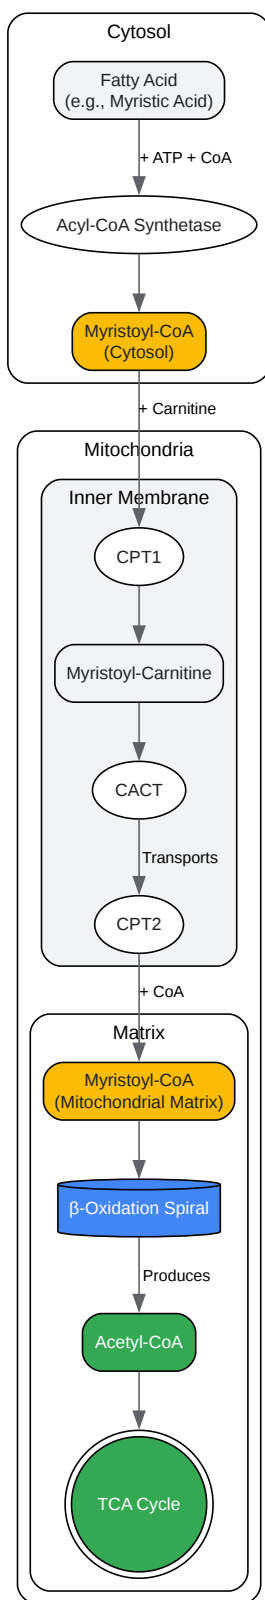 Cytosol
Fatty Acid
(e.g., Myristic Acid)
+ ATP + CoA
Acyl-CoA Synthetase
Myristoyl-CoA
(Cytosol)
+ Carnitine
Mitochondria
Inner Membrane
CPT1
Myristoyl-Carnitine
CACT
Transports
CPT2
+ CoA
Matrix
Myristoyl-CoA
(Mitochondrial Matrix)
β-Oxidation Spiral
Produces
Acetyl-CoA
TCA Cycle